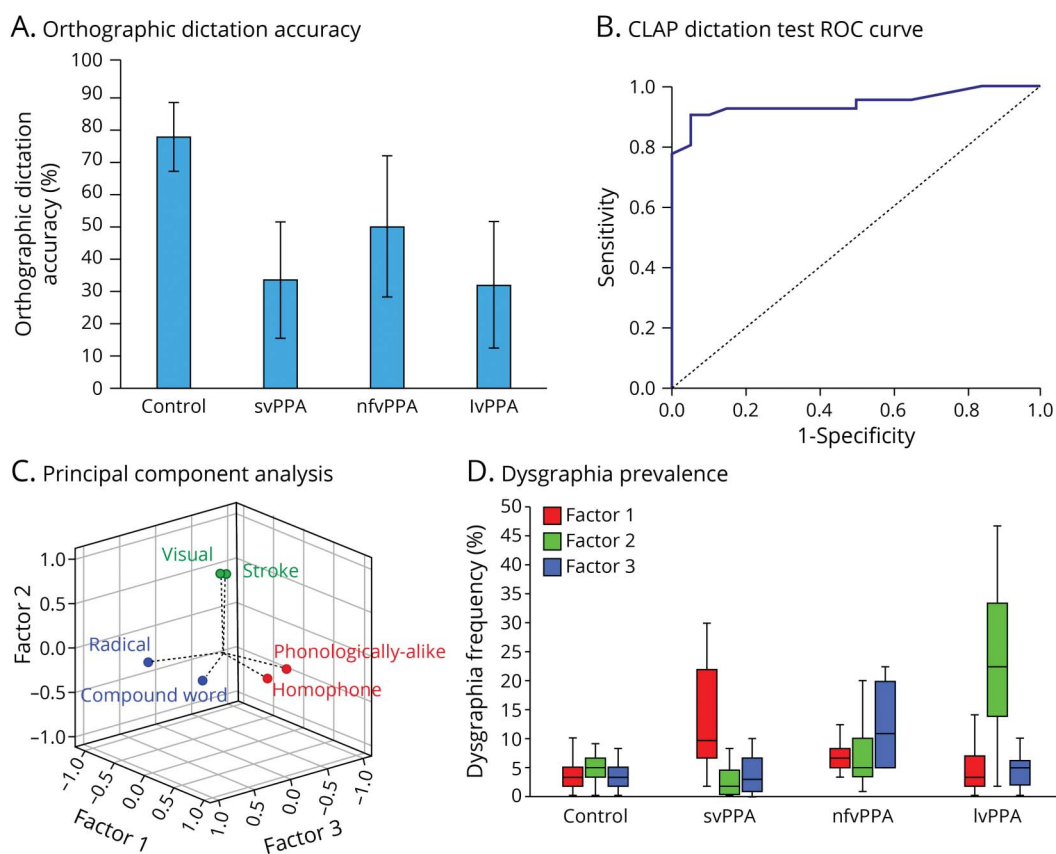 A. Orthographic dictation accuracy
Orthographic dictation
accuracy (%)
100
90
80
70
60
50
40
30
20
10
0
Control svPPA nfvPPA lvPPA
B. CLAP dictation test ROC curve
Sensitivity
1.0
0.8
0.6
0.4
0.2
0.0
0.0 0.2 0.4 0.6 0.8 1.0
1-Specificity
C. Principal component analysis
Factor 2
1.0
0.5
0.0
–0.5
–1.0
Visual
Stroke
Radical
Phonologically-alike
Compound word
Homophone
–1.0
–0.5
0.0
0.5
1.0
Factor 1
1.0
0.5
0.0
–0.5
–1.0
Factor 3
D. Dysgraphia prevalence
Dysgraphia frequency (%)
50
45
40
35
30
25
20
15
10
5
0
Factor 1
Factor 2
Factor 3
Control svPPA nfvPPA lvPPA